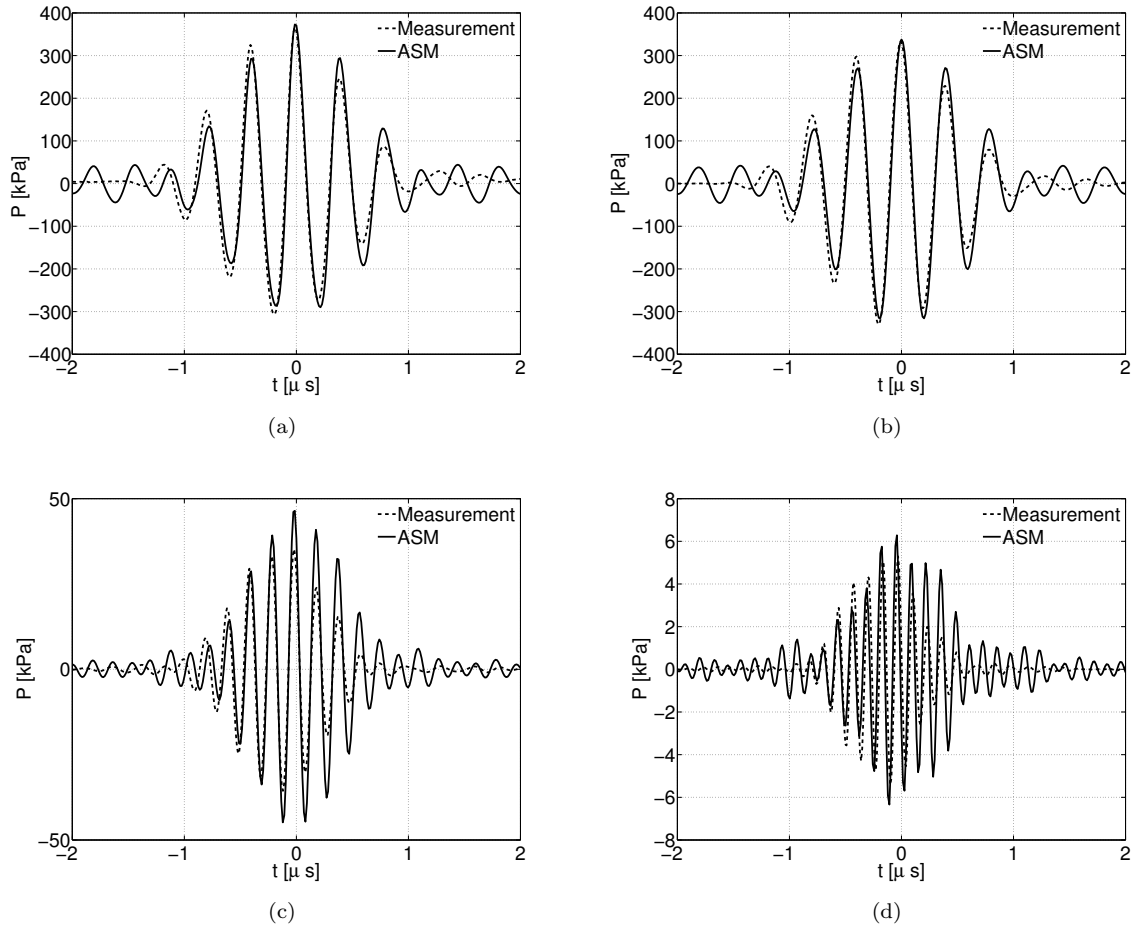 400
300
200
100
0
−100
−200
−300
−400
P [kPa]
Measurement
ASM
−2 −1 0 1 2
t [μ s]
(a)
400
300
200
100
0
−100
−200
−300
−400
P [kPa]
Measurement
ASM
−2 −1 0 1 2
t [μ s]
(b)
50
0
−50
P [kPa]
Measurement
ASM
−2 −1 0 1 2
t [μ s]
(c)
8
6
4
2
0
−2
−4
−6
−8
P [kPa]
Measurement
ASM
−2 −1 0 1 2
t [μ s]
(d)